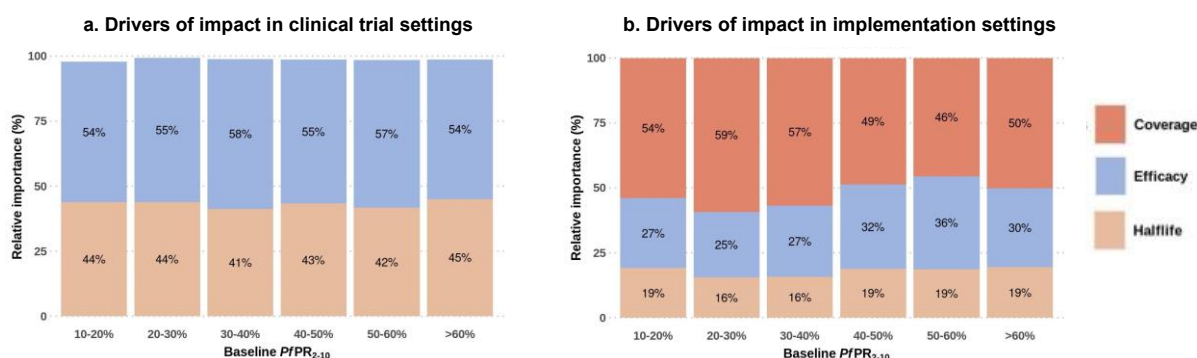 a. Drivers of impact in clinical trial settings
Relative importance (%)
100
75
50
25
0
54% 55% 58% 55% 57% 54%
44% 44% 41% 43% 42% 45%
10-20% 20-30% 30-40% 40-50% 50-60% >60%
Baseline PfPR2-10
b. Drivers of impact in implementation settings
Relative importance (%)
100
75
50
25
0
54% 59% 57% 49% 46% 50%
27% 25% 27% 32% 36% 30%
19% 16% 16% 19% 19% 19%
10-20% 20-30% 30-40% 40-50% 50-60% >60%
Baseline PfPR2-10
Coverage
Efficacy
Halflife